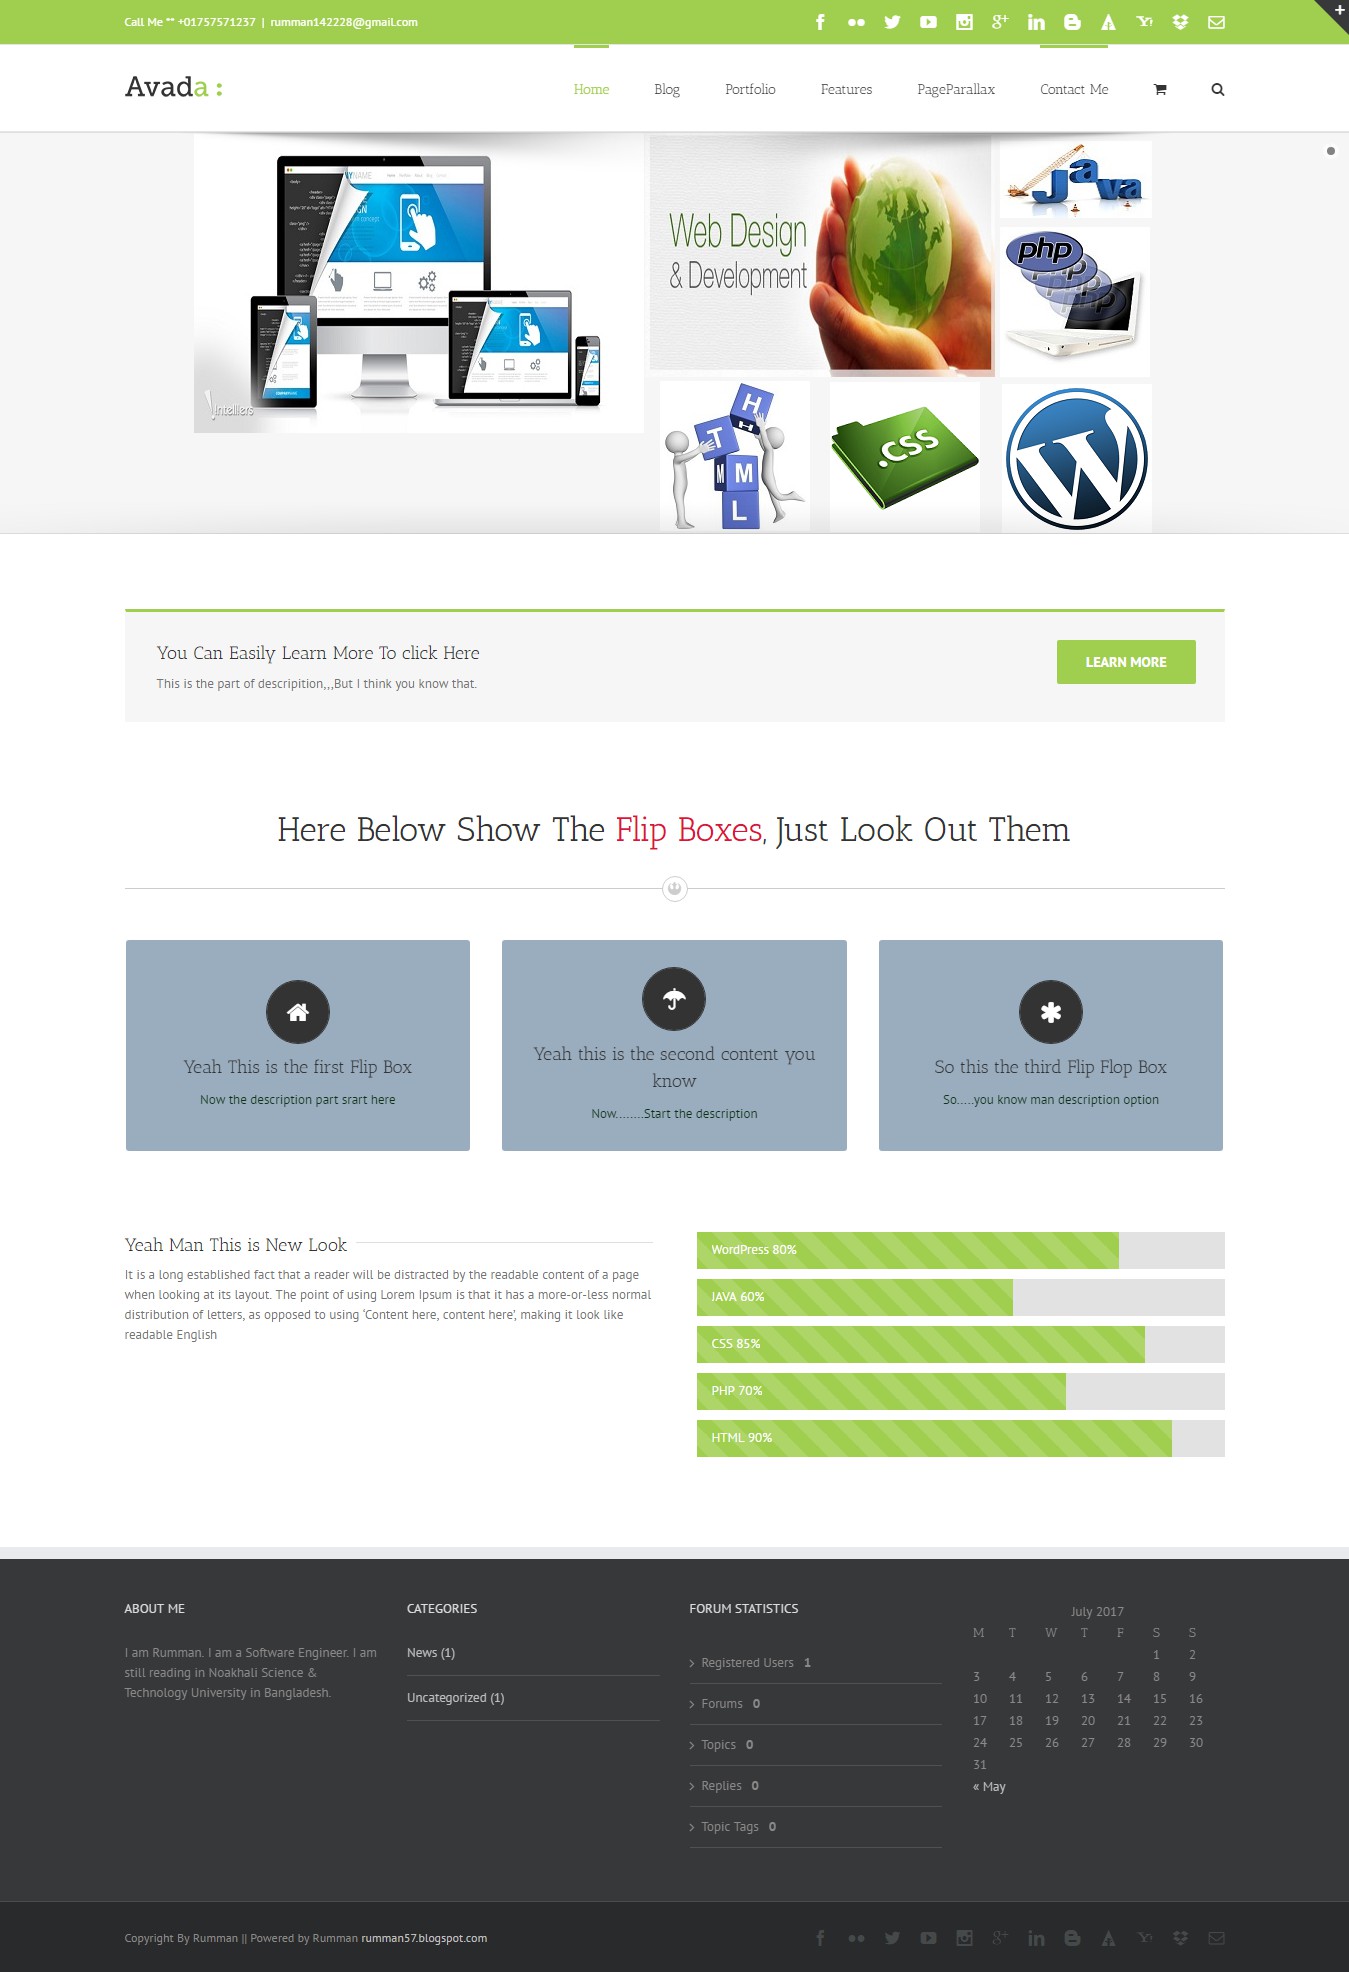 Call Me ** +01757571237 | rumman142228@gmail.com
Avada :
Home Blog Portfolio Features PageParallax Contact Me
Web Design
& Development
Java
php
php
php
Intelliers
H
T H
M M
L
.css
W
You Can Easily Learn More To click Here
This is the part of descripition,,,But I think you know that.
LEARN MORE
Here Below Show The Flip Boxes, Just Look Out Them
Yeah This is the first Flip Box
Now the description part srart here
Yeah this is the second content you
know
Now........Start the description
So this the third Flip Flop Box
So.....you know man description option
Yeah Man This is New Look
It is a long established fact that a reader will be distracted by the readable content of a page
when looking at its layout. The point of using Lorem Ipsum is that it has a more-or-less normal
distribution of letters, as opposed to using ‘Content here, content here’, making it look like
readable English
WordPress 80%
JAVA 60%
CSS 85%
PHP 70%
HTML 90%
ABOUT ME
I am Rumman. I am a Software Engineer. I am
still reading in Noakhali Science &
Technology University in Bangladesh.
CATEGORIES
News (1)
Uncategorized (1)
FORUM STATISTICS
Registered Users 1
Forums 0
Topics 0
Replies 0
Topic Tags 0
July 2017
M T W T F S S
1 2
3 4 5 6 7 8 9
10 11 12 13 14 15 16
17 18 19 20 21 22 23
24 25 26 27 28 29 30
31
« May
Copyright By Rumman || Powered by Rumman rumman57.blogspot.com